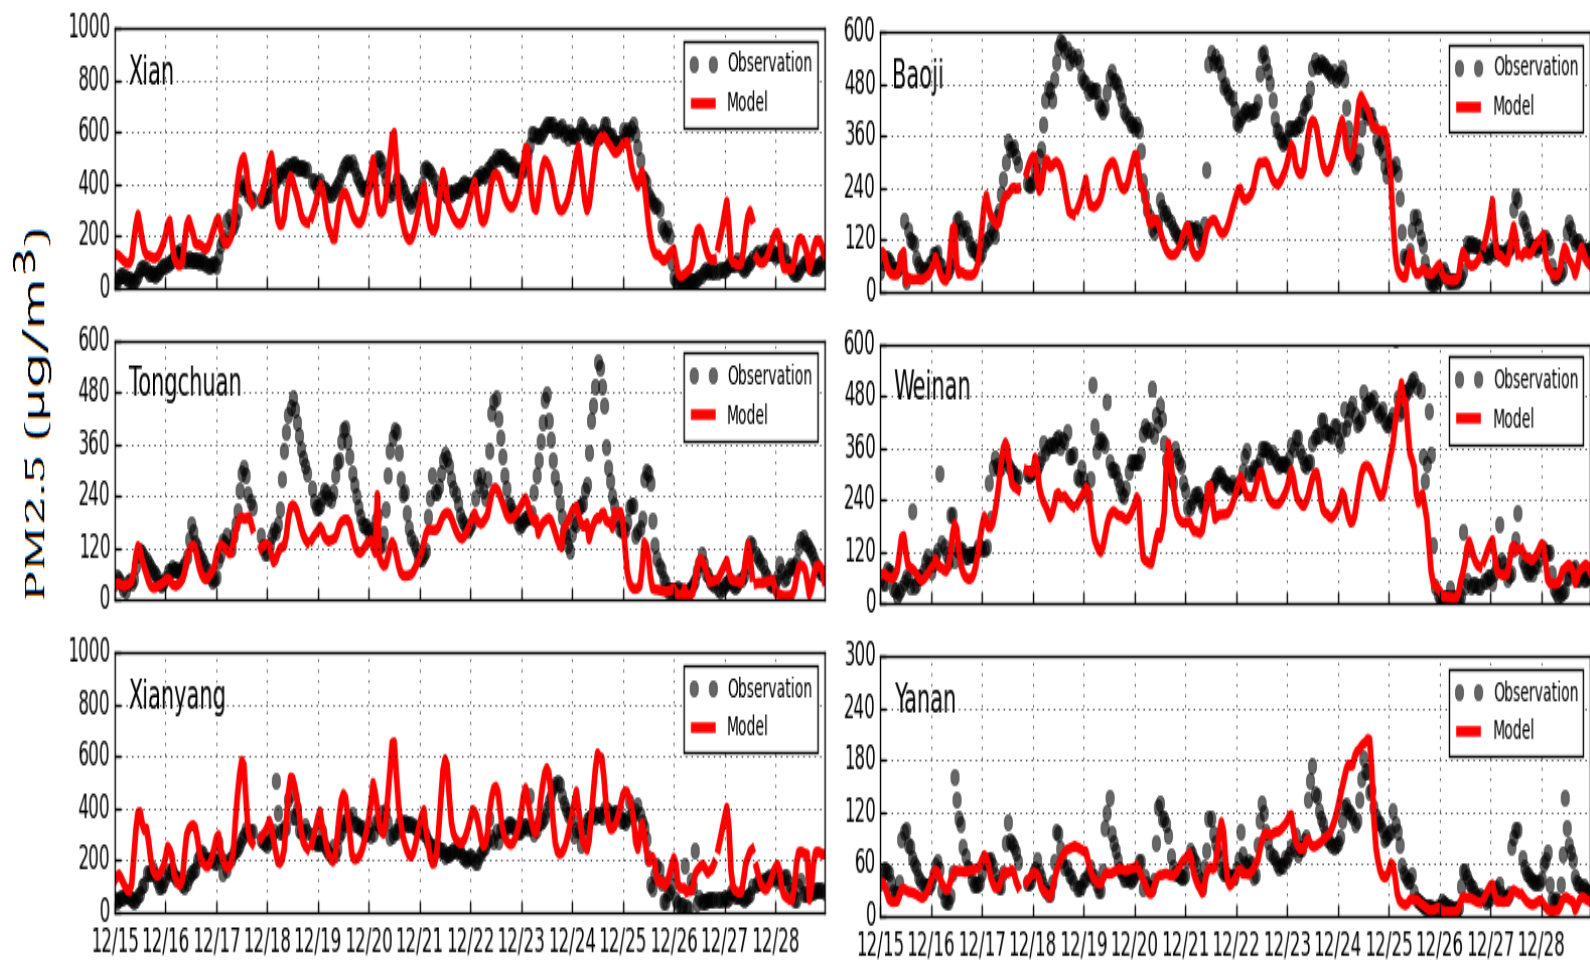 PM2.5 (μg/m3)
1000
800
600
400
200
0
Xian
Observation
Model
600
480
360
240
120
0
Baoji
Observation
Model
600
480
360
240
120
0
Tongchuan
Observation
Model
600
480
360
240
120
0
Weinan
Observation
Model
1000
800
600
400
200
0
Xianyang
Observation
Model
12/15 12/16 12/17 12/18 12/19 12/20 12/21 12/22 12/23 12/24 12/25 12/26 12/27 12/28
300
240
180
120
60
0
Yanan
Observation
Model
12/15 12/16 12/17 12/18 12/19 12/20 12/21 12/22 12/23 12/24 12/25 12/26 12/27 12/28